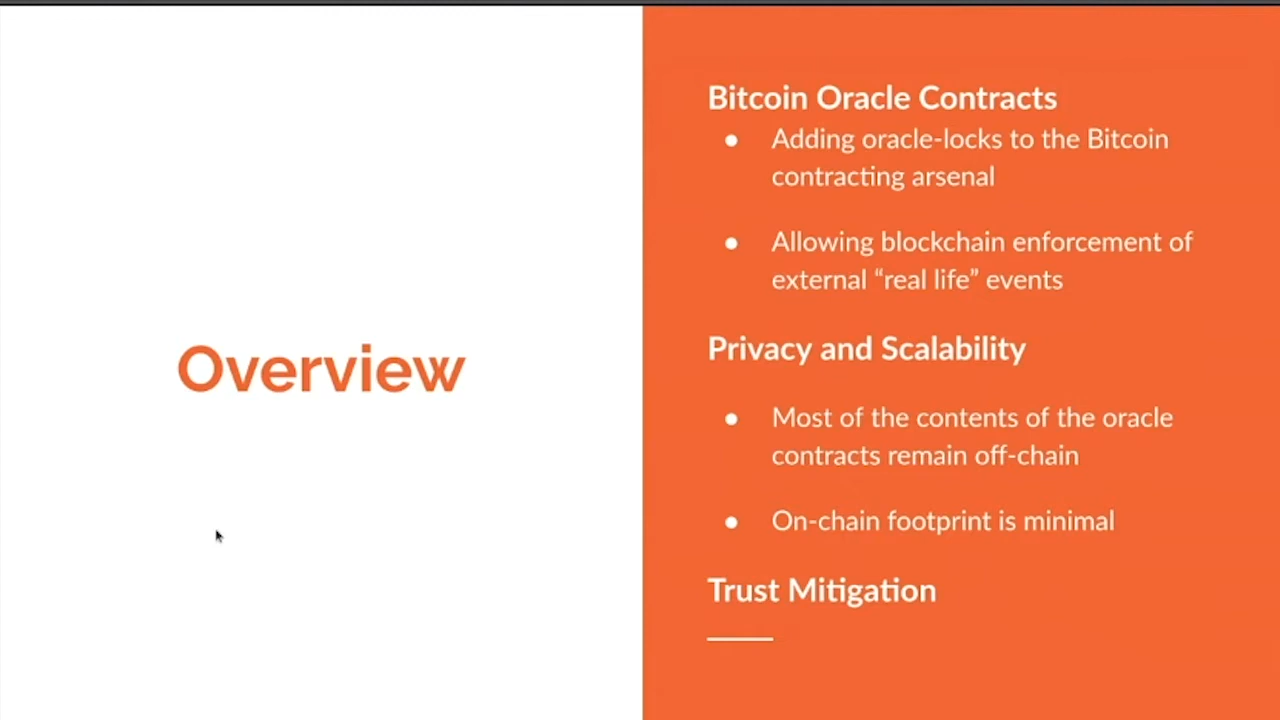 Overview
Bitcoin Oracle Contracts
● Adding oracle-locks to the Bitcoin
contracting arsenal
● Allowing blockchain enforcement of
external “real life” events
Privacy and Scalability
● Most of the contents of the oracle
contracts remain off-chain
● On-chain footprint is minimal
Trust Mitigation